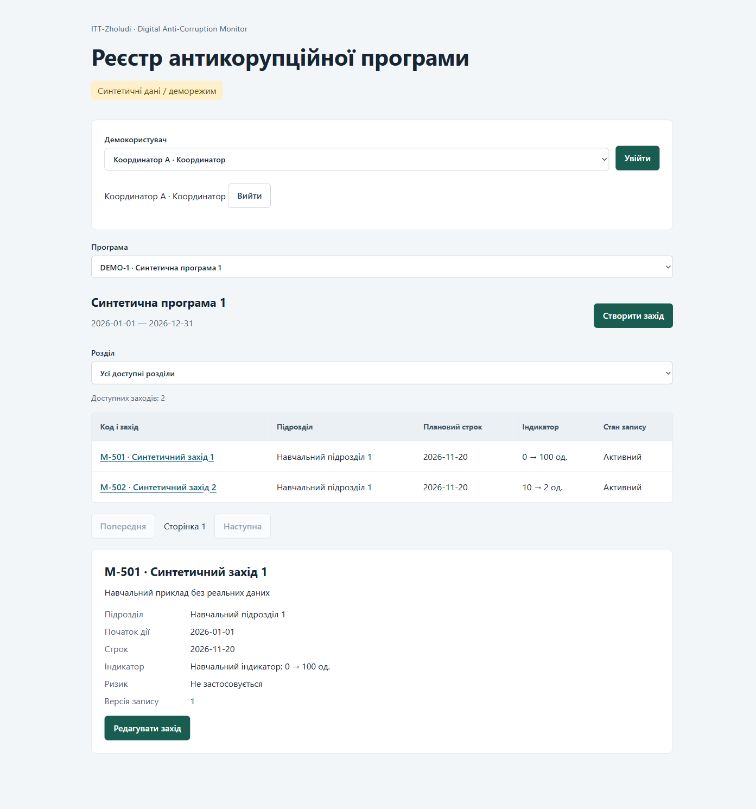 ITT-Zholudi · Digital Anti-Corruption Monitor
Реєстр антикорупційної програми
Синтетичні дані / деморежим
Демокористувач
Координатор А · Координатор
Увійти
Координатор А · Координатор Вийти
Програма
DEMO-1 · Синтетична програма 1
Синтетична програма 1
2026-01-01 — 2026-12-31
Створити захід
Розділ
Усі доступні розділи
Доступних заходів: 2
Код і захід Підрозділ Плановий строк Індикатор Стан запису
M-501 · Синтетичний захід 1 Навчальний підрозділ 1 2026-11-20 0 → 100 од. Активний
M-502 · Синтетичний захід 2 Навчальний підрозділ 1 2026-11-20 10 → 2 од. Активний
Попередня Сторінка 1 Наступна
M-501 · Синтетичний захід 1
Навчальний приклад без реальних даних
Підрозділ Навчальний підрозділ 1
Початок дії 2026-01-01
Строк 2026-11-20
Індикатор Навчальний індикатор: 0 → 100 од.
Ризик Не застосовується
Версія запису 1
Редагувати захід